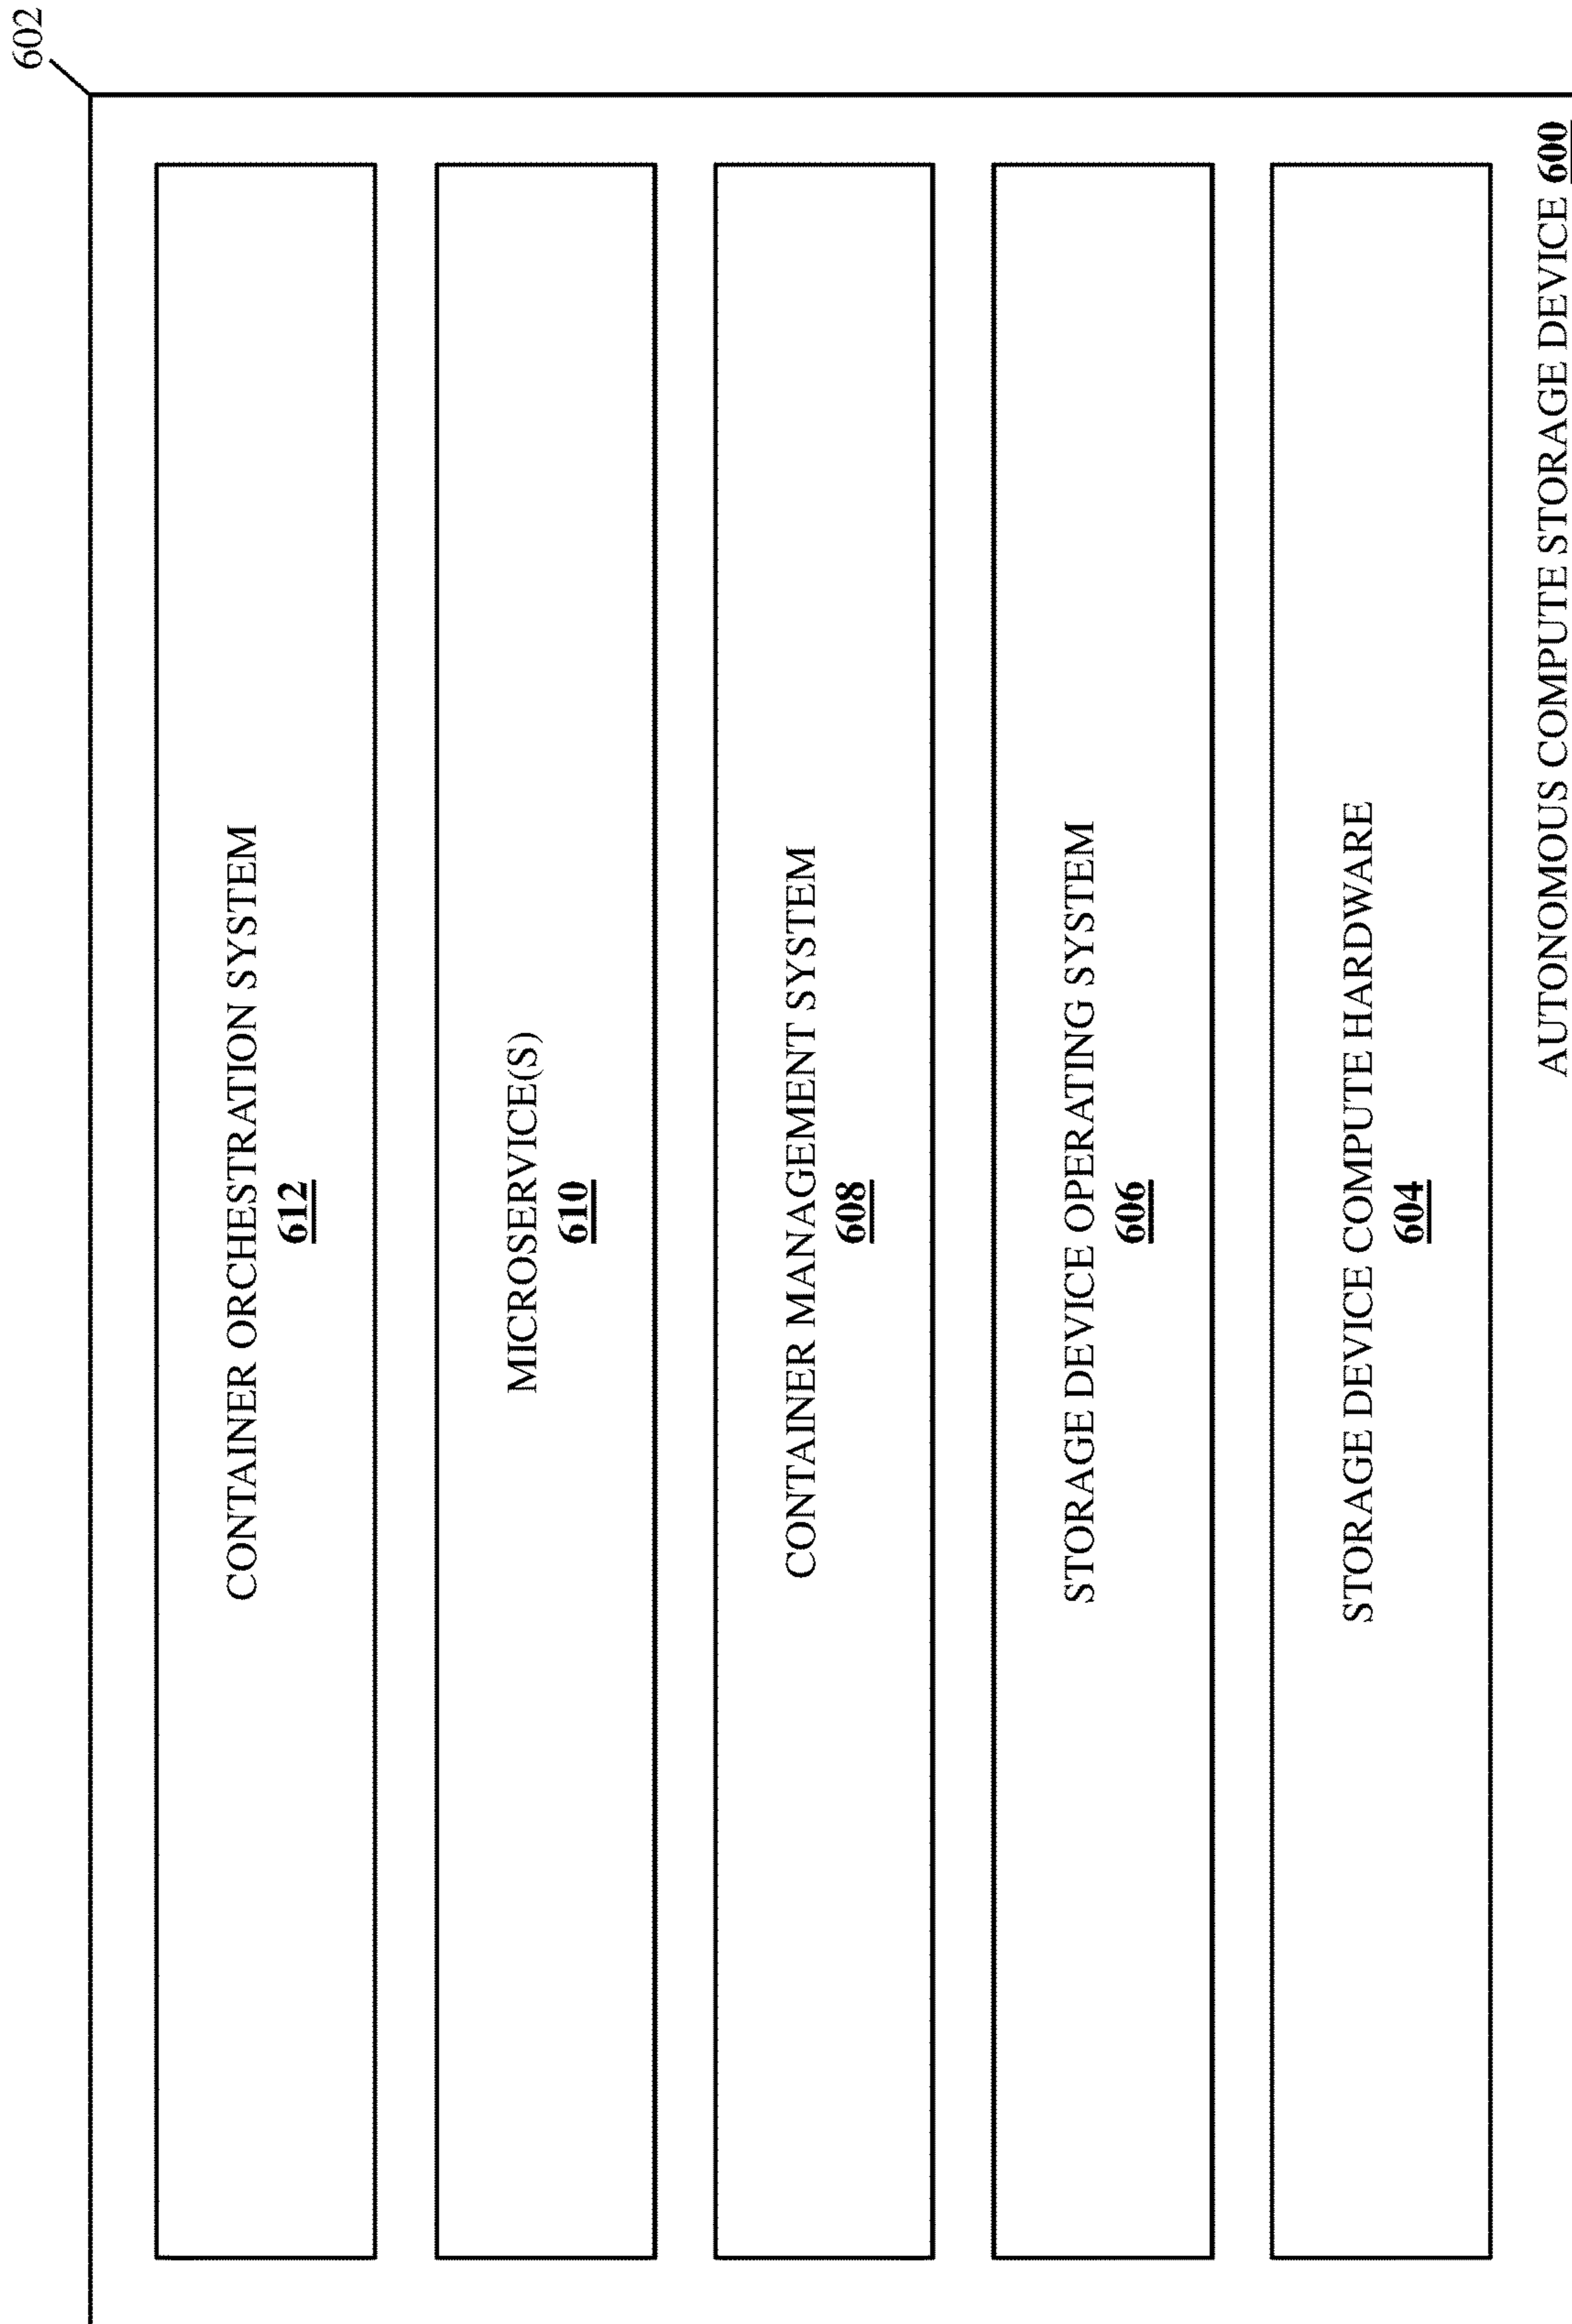 602
CONTAINER ORCHESTRATION SYSTEM
612
MICROSERVICE(S)
610
CONTAINER MANAGEMENT SYSTEM
608
STORAGE DEVICE OPERATING SYSTEM
606
STORAGE DEVICE COMPUTE HARDWARE
604
AUTONOMOUS COMPUTE STORAGE DEVICE 600